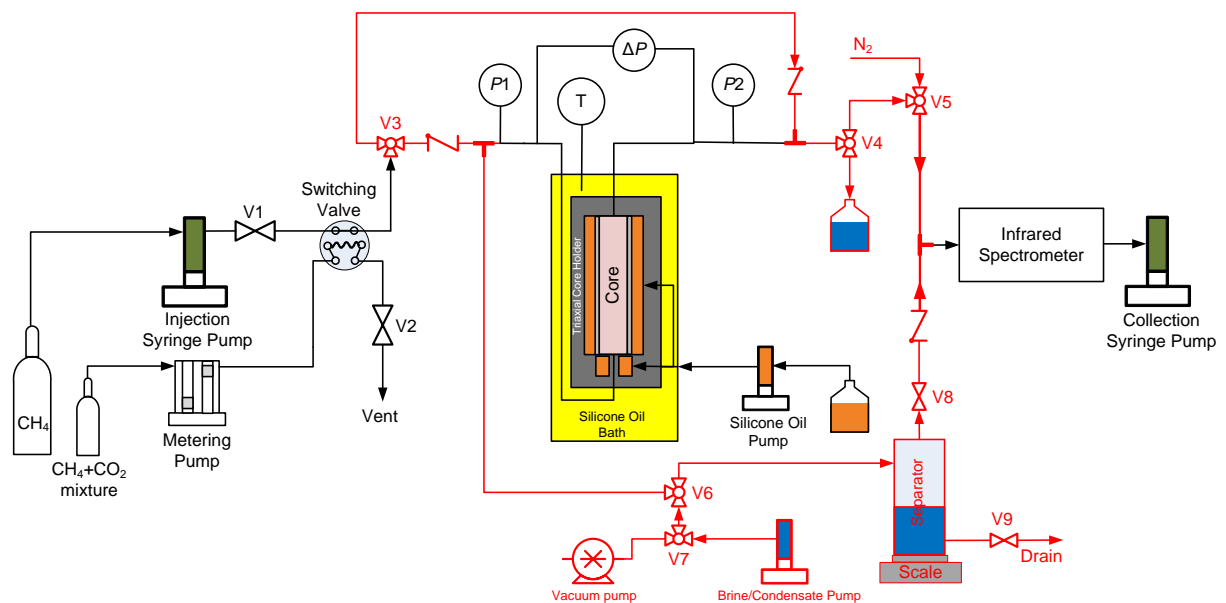 N₂
ΔP
P1
P2
T
V5
V3
V4
Switching
Valve
V1
Triaxial Core Holder
Core
Infrared
Spectrometer
Injection
Syringe Pump
V2
Collection
Syringe Pump
CH₄
Vent
V8
Silicone Oil
Bath
Silicone Oil
Pump
Metering
Pump
CH₄+CO₂
mixture
V6
Separator
V9
V7
Drain
Scale
Vacuum pump
Brine/Condensate Pump